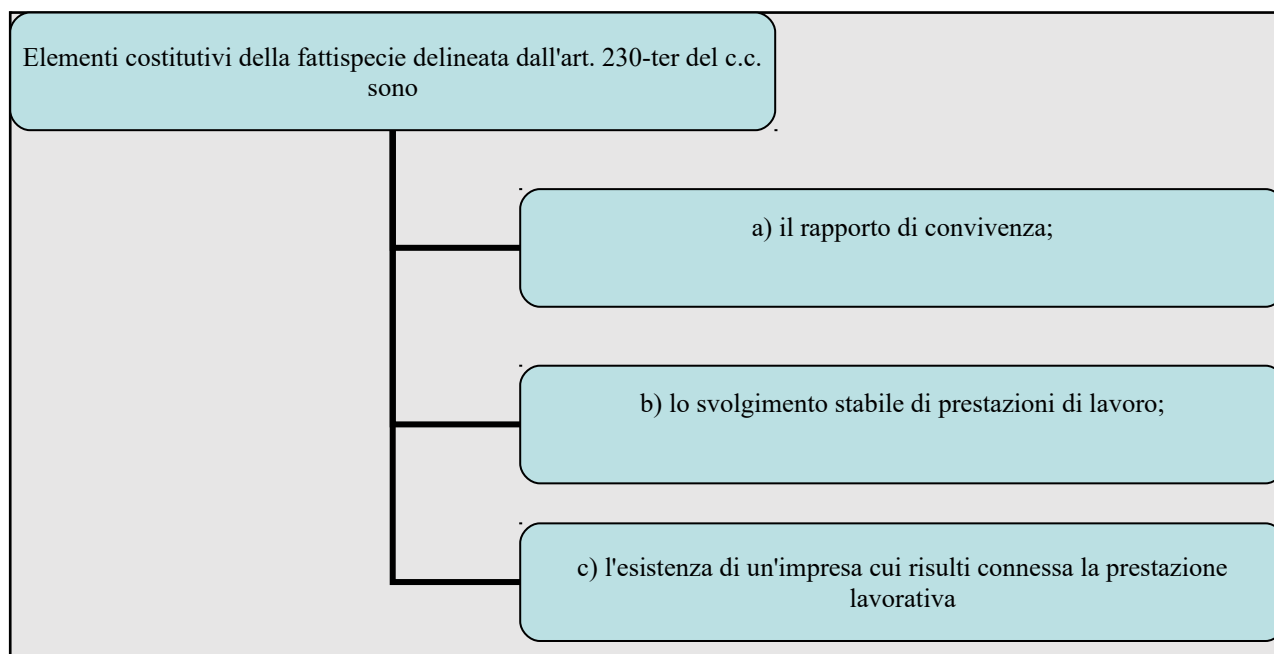 Elementi costitutivi della fattispecie delineata dall'art. 230-ter del c.c.
sono
a) il rapporto di convivenza;
b) lo svolgimento stabile di prestazioni di lavoro;
c) l'esistenza di un'impresa cui risulti connessa la prestazione
lavorativa